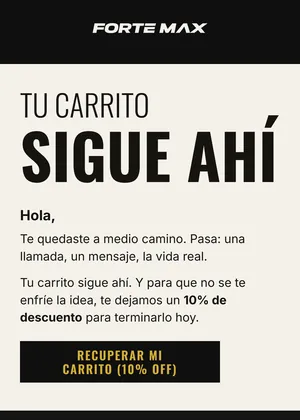 FORTE MAX
TU CARRITO
SIGUE AHÍ
Hola,
Te quedaste a medio camino. Pasa: una
llamada, un mensaje, la vida real.
Tu carrito sigue ahí. Y para que no se te
enfríe la idea, te dejamos un 10% de
descuento para terminarlo hoy.
RECUPERAR MI
CARRITO (10% OFF)